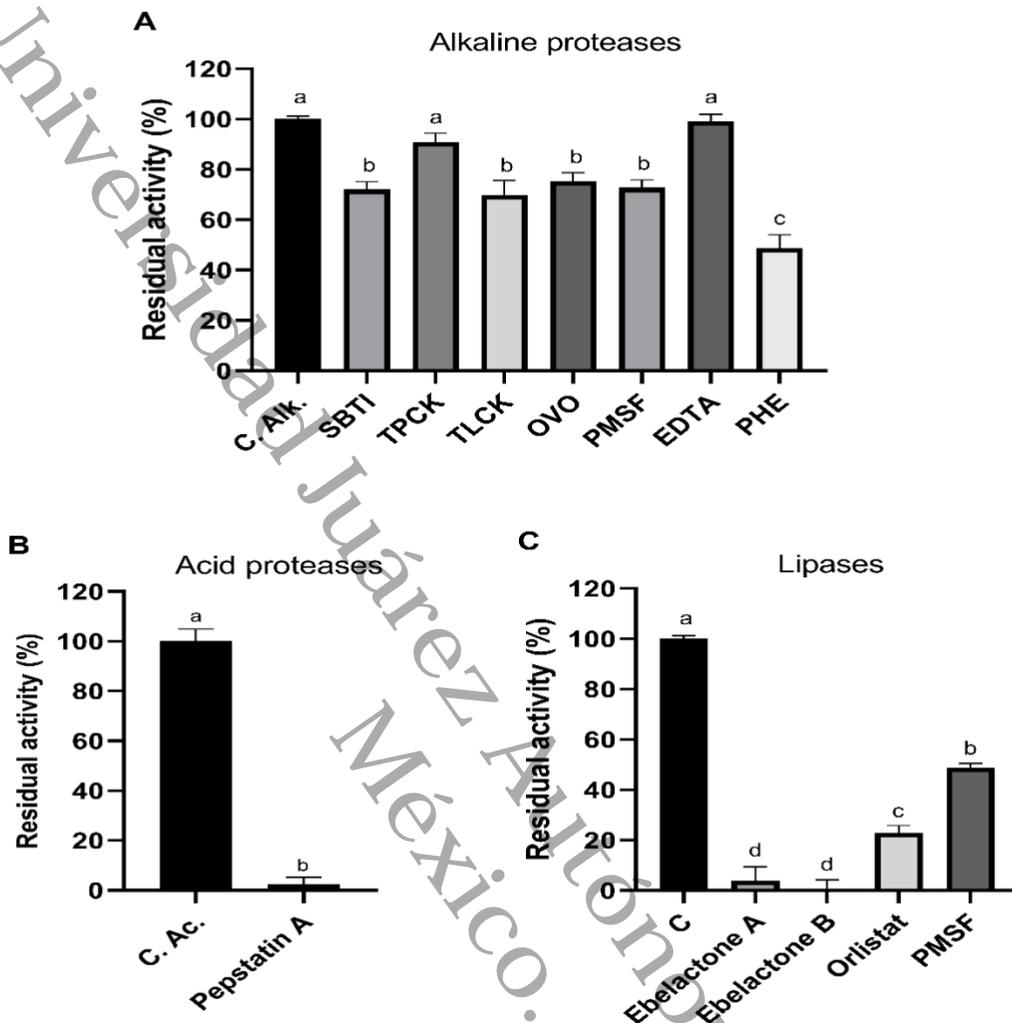 A
Alkaline proteases
Residual activity (%)
120
100
80
60
40
20
0
a
b
a
b
b
b
a
c
C. Alk.
SBTI
TPCK
TLCK
OVO
PMSF
EDTA
PHE
B
Acid proteases
Residual activity (%)
120
100
80
60
40
20
0
a
b
C. Ac.
Pepstatin A
C
Lipases
Residual activity (%)
120
100
80
60
40
20
0
a
d
d
c
b
C
Ebelactone A
Ebelactone B
Orlistat
PMSF
Universidad Juárez Autóno
México.